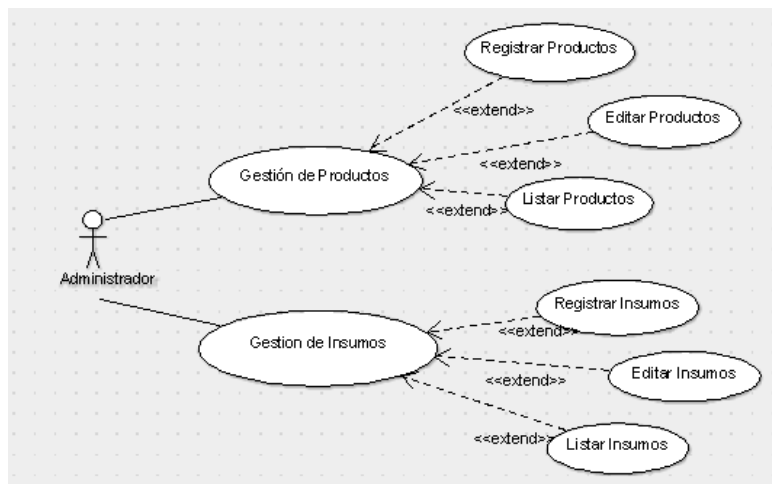 Registrar Productos
<<extend>>
Editar Productos
<<extend>>
Gestión de Productos
Listar Productos
<<extend>>
Administrador
Registrar Insumos
<<extend>>
Gestion de Insumos
Editar Insumos
<<extend>>
<<extend>>
Listar Insumos